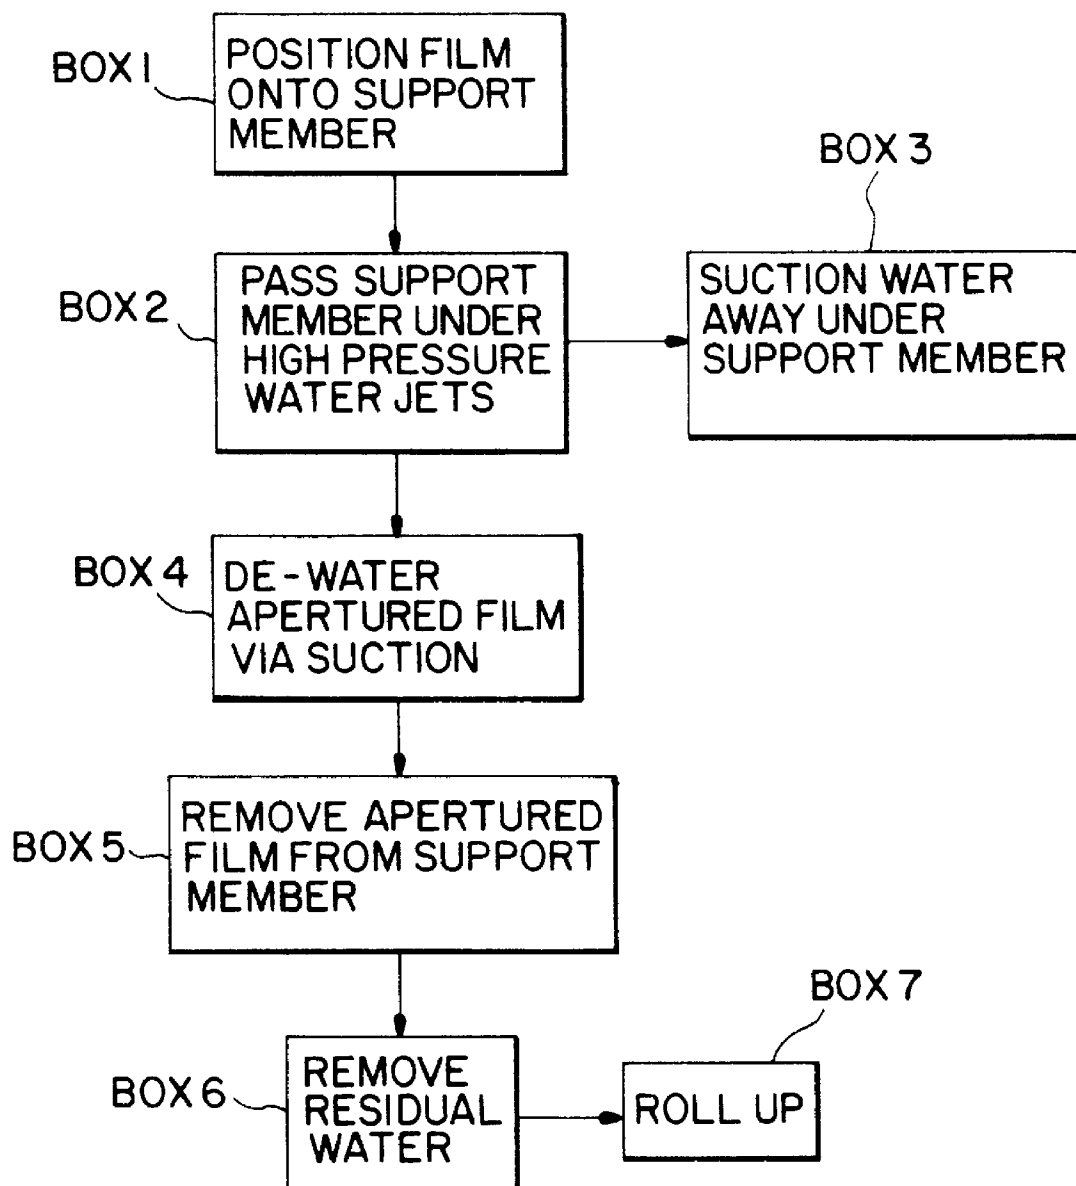 BOX 1
POSITION FILM
ONTO SUPPORT
MEMBER
BOX 2
PASS SUPPORT
MEMBER UNDER
HIGH PRESSURE
WATER JETS
BOX 3
SUCTION WATER
AWAY UNDER
SUPPORT MEMBER
BOX 4
DE-WATER
APERTURED FILM
VIA SUCTION
BOX 5
REMOVE APERTURED
FILM FROM SUPPORT
MEMBER
BOX 6
REMOVE
RESIDUAL
WATER
BOX 7
ROLL UP